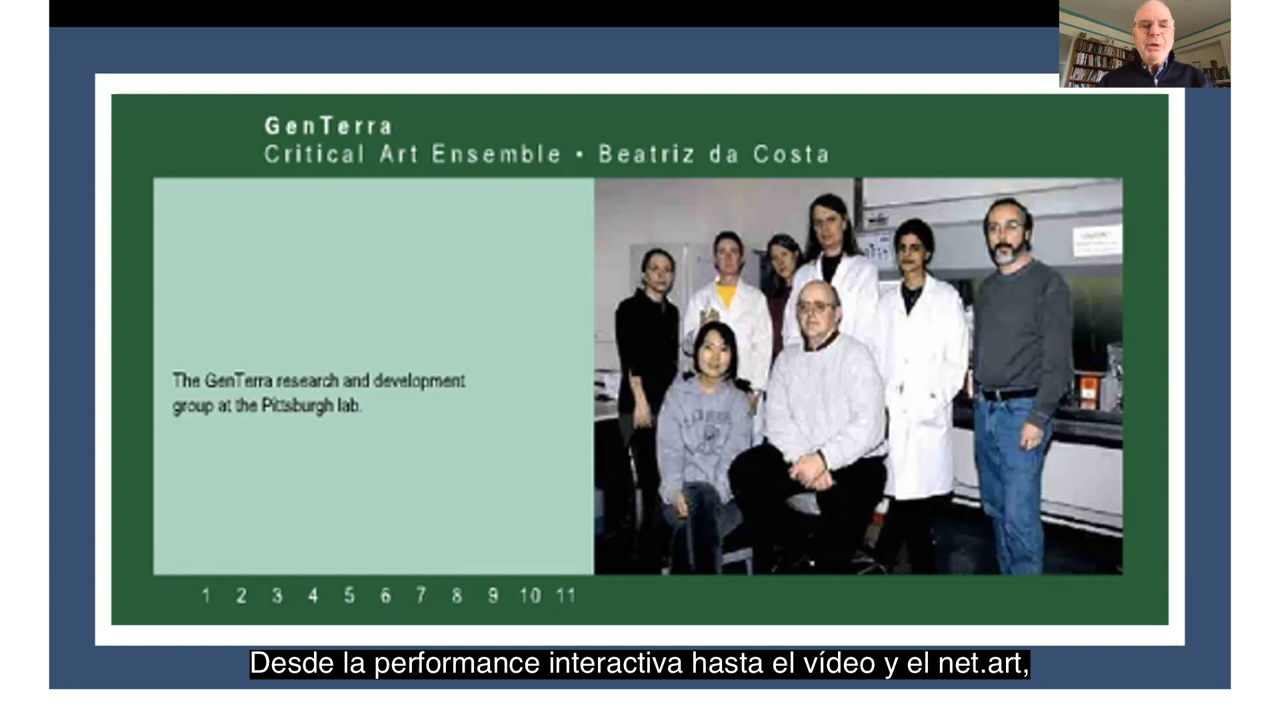 GenTerra
Critical Art Ensemble • Beatriz da Costa
The GenTerra research and development
group at the Pittsburgh lab.
1 2 3 4 5 6 7 8 9 10 11
Desde la performance interactiva hasta el vídeo y el net.art,